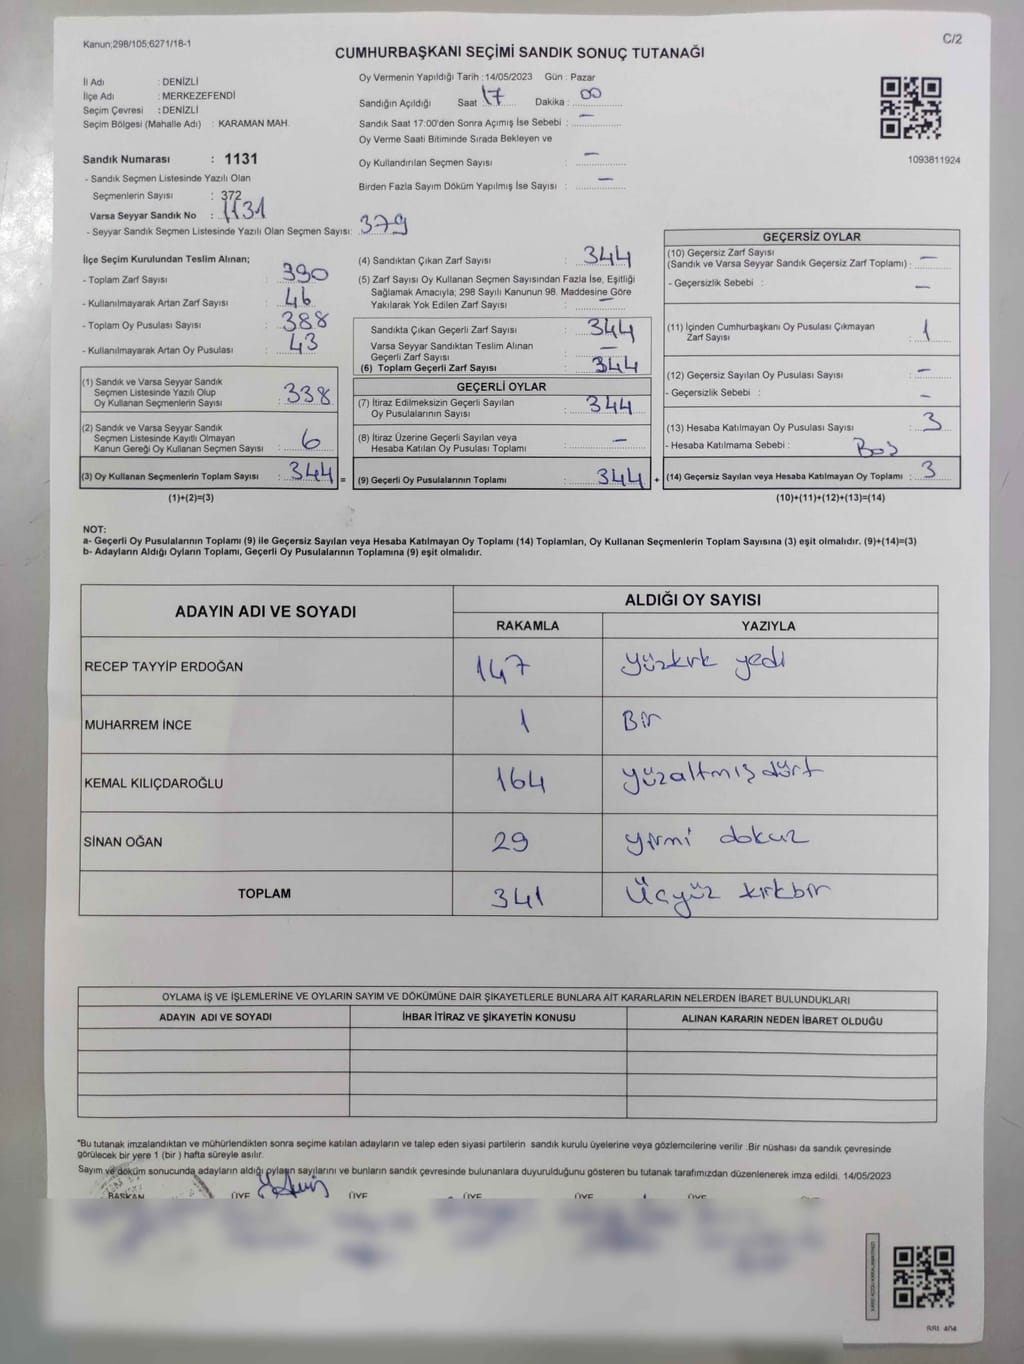 Kanun;298/105;6271/18-1
C/2
CUMHURBAŞKANI SEÇİMİ SANDIK SONUÇ TUTANAĞI
İl Adı : DENİZLİ
İlçe Adı : MERKEZEFENDİ
Seçim Çevresi : DENİZLİ
Seçim Bölgesi (Mahalle Adı) : KARAMAN MAH.
Sandık Numarası : 1131
- Sandık Seçmen Listesinde Yazılı Olan
Seçmenlerin Sayısı : 372
Varsa Seyyar Sandık No : 1131
- Seyyar Sandık Seçmen Listesinde Yazılı Olan Seçmen Sayısı: 379
Oy Vermenin Yapıldığı Tarih : 14/05/2023 Gün : Pazar
Sandığın Açıldığı Saat : 17 Dakika : 00
Sandık Saat 17:00'den Sonra Açımış İse Sebebi : —
Oy Verme Saati Bitiminde Sırada Bekleyen ve
Oy Kullandırılan Seçmen Sayısı : —
Birden Fazla Sayım Döküm Yapılmış İse Sayısı : —
1093811924
İlçe Seçim Kurulundan Teslim Alınan;
- Toplam Zarf Sayısı : 390
- Kullanılmayarak Artan Zarf Sayısı : 46
- Toplam Oy Pusulası Sayısı : 388
- Kullanılmayarak Artan Oy Pusulası : 43
(1) Sandık ve Varsa Seyyar Sandık
Seçmen Listesinde Yazılı Olup
Oy Kullanan Seçmenlerin Sayısı : 338
(2) Sandık ve Varsa Seyyar Sandık
Seçmen Listesinde Kayıtlı Olmayan
Kanun Gereği Oy Kullanan Seçmen Sayısı : 6
(3) Oy Kullanan Seçmenlerin Toplam Sayısı : 344 =
(1)+(2)=(3)
(4) Sandıktan Çıkan Zarf Sayısı : 344
(5) Zarf Sayısı Oy Kullanan Seçmen Sayısından Fazla İse, Eşitliği
Sağlamak Amacıyla; 298 Sayılı Kanunun 98. Maddesine Göre
Yakılarak Yok Edilen Zarf Sayısı : —
Sandıkta Çıkan Geçerli Zarf Sayısı : 344
Varsa Seyyar Sandıktan Teslim Alınan
Geçerli Zarf Sayısı : —
(6) Toplam Geçerli Zarf Sayısı : 344
GEÇERLİ OYLAR
(7) İtiraz Edilmeksizin Geçerli Sayılan
Oy Pusulalarının Sayısı : 344
(8) İtiraz Üzerine Geçerli Sayılan veya
Hesaba Katılan Oy Pusulası Toplamı : —
(9) Geçerli Oy Pusulalarının Toplamı : 344 +
GEÇERSİZ OYLAR
(10) Geçersiz Zarf Sayısı
(Sandık ve Varsa Seyyar Sandık Geçersiz Zarf Toplamı) : —
- Geçersizlik Sebebi : —
(11) İçinden Cumhurbaşkanı Oy Pusulası Çıkmayan
Zarf Sayısı : 1
(12) Geçersiz Sayılan Oy Pusulası Sayısı : —
- Geçersizlik Sebebi : —
(13) Hesaba Katılmayan Oy Pusulası Sayısı : 3
- Hesaba Katılmama Sebebi : Boş
(14) Geçersiz Sayılan veya Hesaba Katılmayan Oy Toplamı : 3
(10)+(11)+(12)+(13)=(14)
NOT:
a- Geçerli Oy Pusulalarının Toplamı (9) ile Geçersiz Sayılan veya Hesaba Katılmayan Oy Toplamı (14) Toplamları, Oy Kullanan Seçmenlerin Toplam Sayısına (3) eşit olmalıdır. (9)+(14)=(3)
b- Adayların Aldığı Oyların Toplamı, Geçerli Oy Pusulalarının Toplamına (9) eşit olmalıdır.
ADAYIN ADI VE SOYADI ALDIĞI OY SAYISI
RAKAMLA YAZIYLA
RECEP TAYYİP ERDOĞAN 147 yüzkırk yedi
MUHARREM İNCE 1 Bir
KEMAL KILIÇDAROĞLU 164 yüzaltmış dört
SİNAN OĞAN 29 yirmi dokuz
TOPLAM 341 Üçyüz kırkbir
OYLAMA İŞ VE İŞLEMLERİNE VE OYLARIN SAYIM VE DÖKÜMÜNE DAİR ŞİKAYETLERLE BUNLARA AİT KARARLARIN NELERDEN İBARET BULUNDUKLARI
ADAYIN ADI VE SOYADI İHBAR İTİRAZ VE ŞİKAYETİN KONUSU ALINAN KARARIN NEDEN İBARET OLDUĞU
*Bu tutanak imzalandıktan ve mühürlendikten sonra seçime katılan adayların ve talep eden siyasi partilerin sandık kurulu üyelerine veya gözlemcilerine verilir. Bir nüshası da sandık çevresinde
görülecek bir yere 1 (bir ) hafta süreyle asılır.
Sayım ve döküm sonucunda adayların aldığı oyların sayılarını ve bunların sandık çevresinde bulunanlara duyurulduğunu gösteren bu tutanak tarafımızdan düzenlenerek imza edildi. 14/05/2023
BAŞKAN ÜYE ÜYE ÜYE ÜYE ÜYE